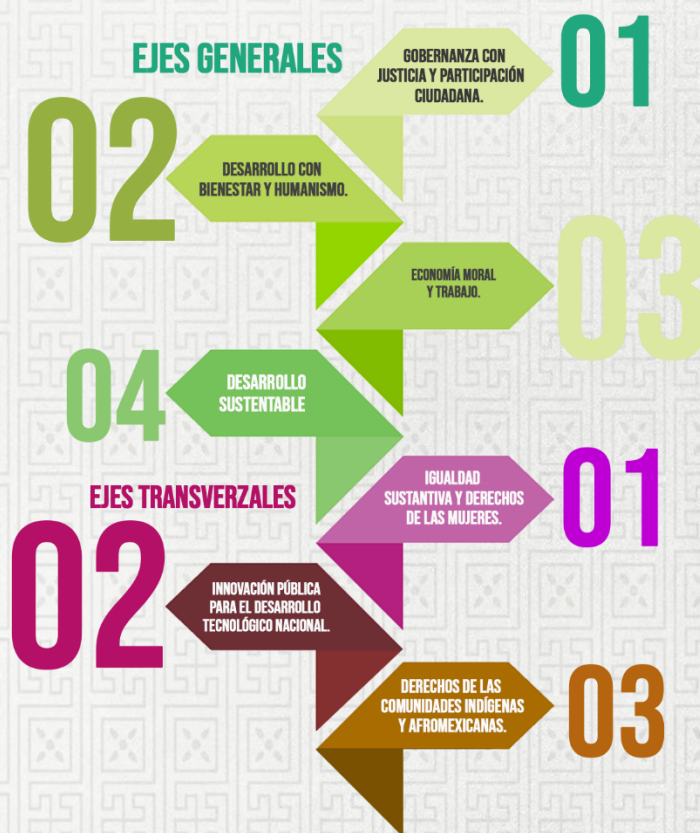 EJES GENERALES
01
GOBERNANZA CON
JUSTICIA Y PARTICIPACIÓN
CIUDADANA.
02
DESARROLLO CON
BIENESTAR Y HUMANISMO.
03
ECONOMÍA MORAL
Y TRABAJO.
04
DESARROLLO
SUSTENTABLE
EJES TRANSVERZALES
01
IGUALDAD
SUSTANTIVA Y DERECHOS
DE LAS MUJERES.
02
INNOVACIÓN PÚBLICA
PARA EL DESARROLLO
TECNOLÓGICO NACIONAL.
03
DERECHOS DE LAS
COMUNIDADES INDÍGENAS
Y AFROMEXICANAS.